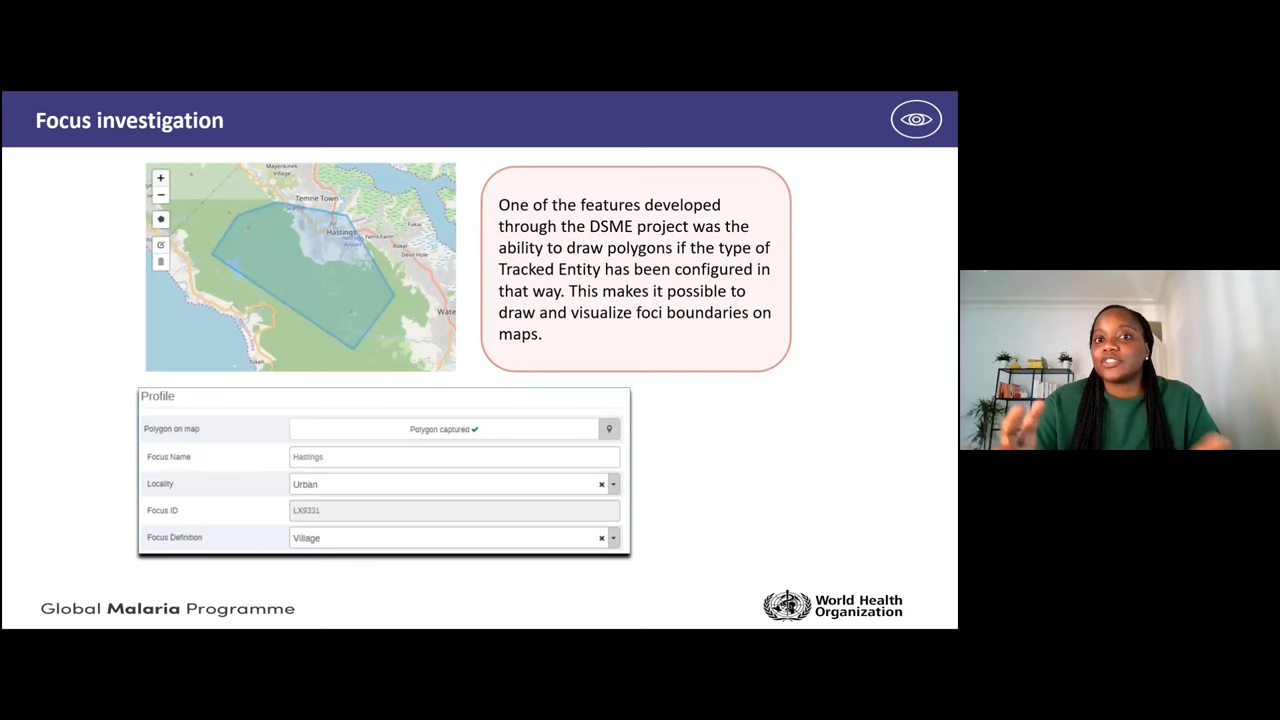 Focus investigation
Mayenkinek
Village
Temne Town
Hastings
Yams Farm
Fakai
Rokel
Devil Hole
Wate
Tokeh
+
−
One of the features developed
through the DSME project was the
ability to draw polygons if the type of
Tracked Entity has been configured in
that way. This makes it possible to
draw and visualize foci boundaries on
maps.
Profile
Polygon on map
Polygon captured ✔
Focus Name
Hastings
Locality
Urban
Focus ID
LX9331
Focus Definition
Village
Global Malaria Programme
World Health
Organization